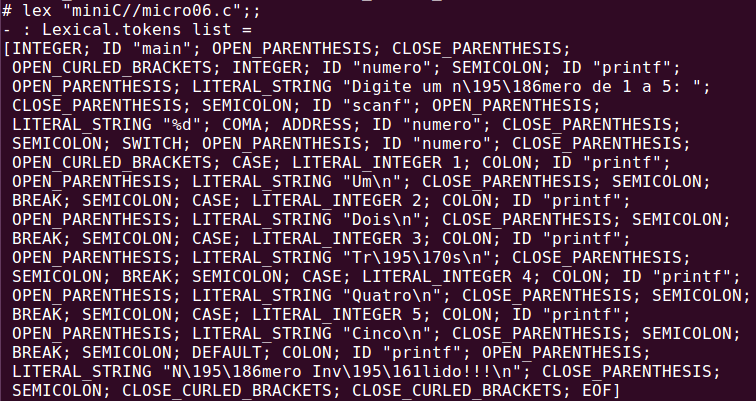 # lex "miniC//micro06.c";;
- : Lexical.tokens list =
[INTEGER; ID "main"; OPEN_PARENTHESIS; CLOSE_PARENTHESIS;
OPEN_CURLED_BRACKETS; INTEGER; ID "numero"; SEMICOLON; ID "printf";
OPEN_PARENTHESIS; LITERAL_STRING "Digite um n\195\186mero de 1 a 5: ";
CLOSE_PARENTHESIS; SEMICOLON; ID "scanf"; OPEN_PARENTHESIS;
LITERAL_STRING "%d"; COMA; ADDRESS; ID "numero"; CLOSE_PARENTHESIS;
SEMICOLON; SWITCH; OPEN_PARENTHESIS; ID "numero"; CLOSE_PARENTHESIS;
OPEN_CURLED_BRACKETS; CASE; LITERAL_INTEGER 1; COLON; ID "printf";
OPEN_PARENTHESIS; LITERAL_STRING "Um\n"; CLOSE_PARENTHESIS; SEMICOLON;
BREAK; SEMICOLON; CASE; LITERAL_INTEGER 2; COLON; ID "printf";
OPEN_PARENTHESIS; LITERAL_STRING "Dois\n"; CLOSE_PARENTHESIS; SEMICOLON;
BREAK; SEMICOLON; CASE; LITERAL_INTEGER 3; COLON; ID "printf";
OPEN_PARENTHESIS; LITERAL_STRING "Tr\195\170s\n"; CLOSE_PARENTHESIS;
SEMICOLON; BREAK; SEMICOLON; CASE; LITERAL_INTEGER 4; COLON; ID "printf";
OPEN_PARENTHESIS; LITERAL_STRING "Quatro\n"; CLOSE_PARENTHESIS; SEMICOLON;
BREAK; SEMICOLON; CASE; LITERAL_INTEGER 5; COLON; ID "printf";
OPEN_PARENTHESIS; LITERAL_STRING "Cinco\n"; CLOSE_PARENTHESIS; SEMICOLON;
BREAK; SEMICOLON; DEFAULT; COLON; ID "printf"; OPEN_PARENTHESIS;
LITERAL_STRING "N\195\186mero Inv\195\161lido!!!\n"; CLOSE_PARENTHESIS;
SEMICOLON; CLOSE_CURLED_BRACKETS; CLOSE_CURLED_BRACKETS; EOF]